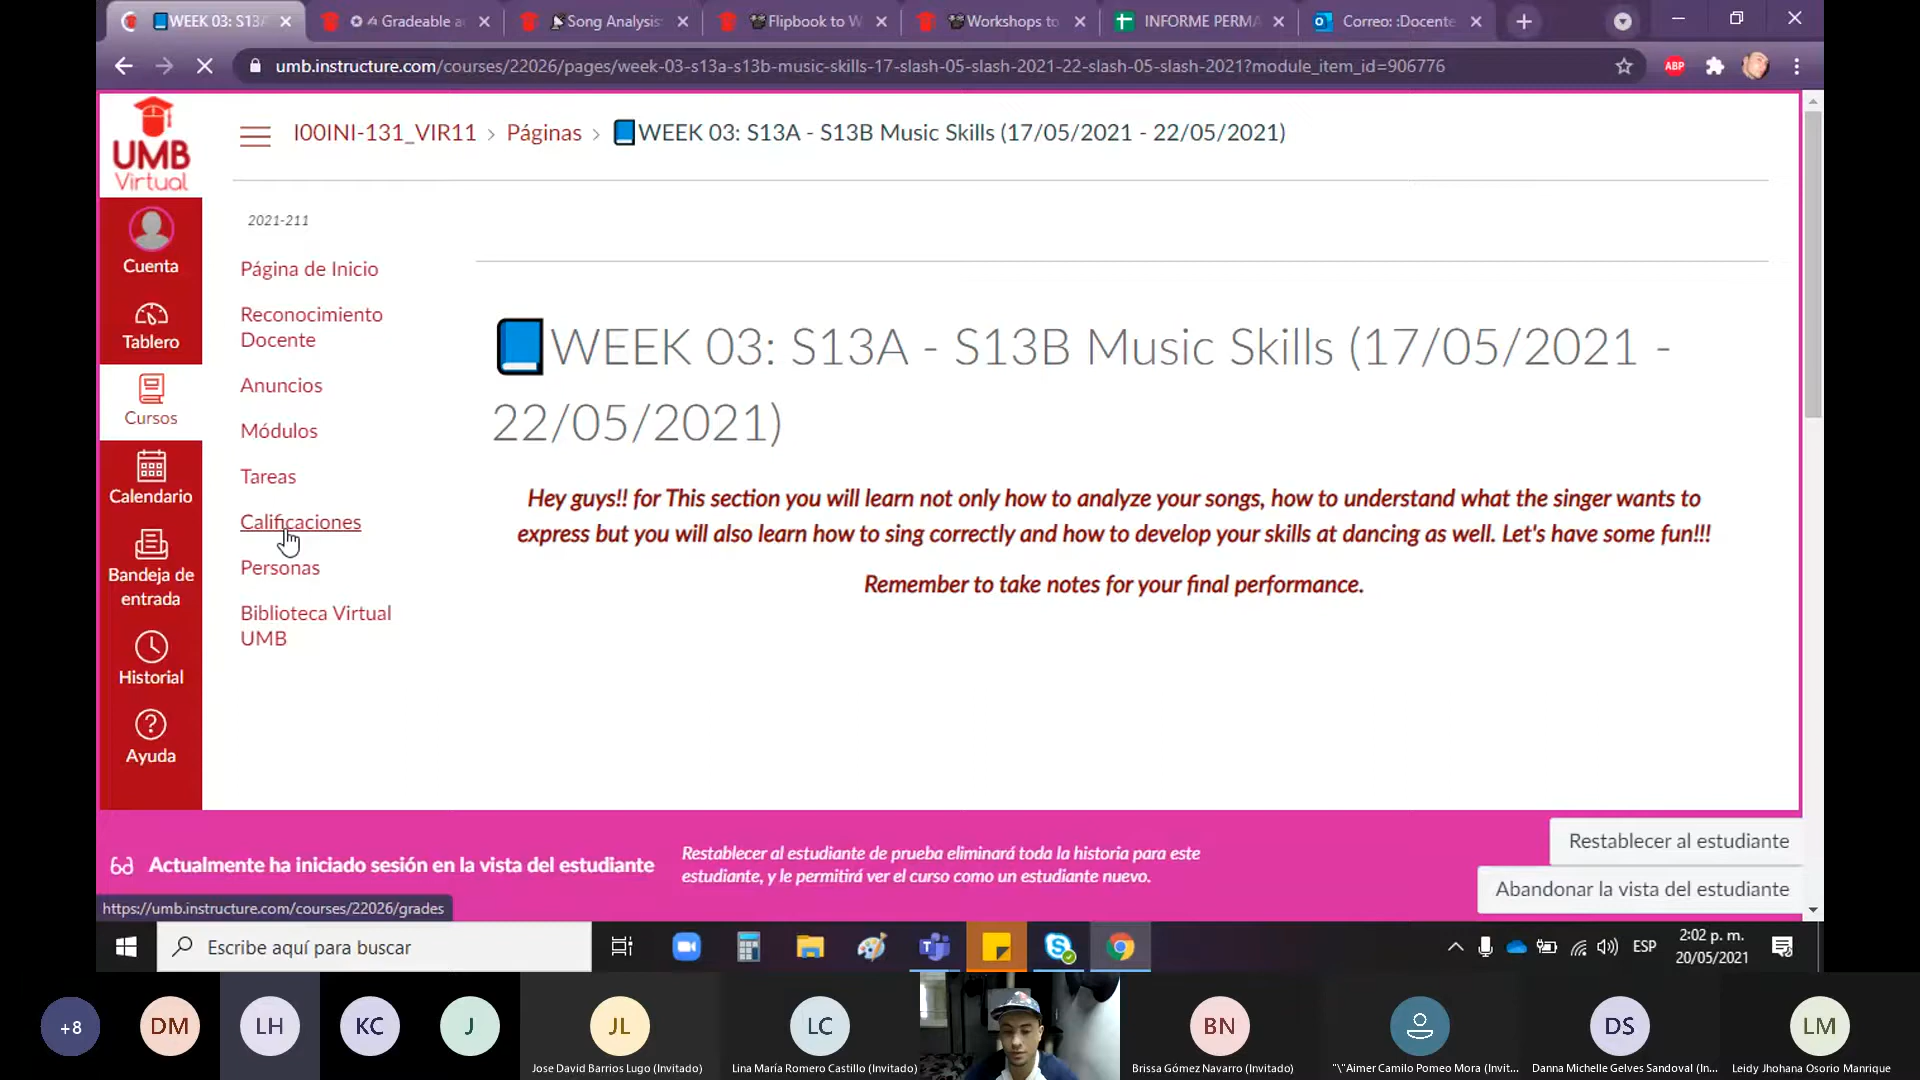 WEEK 03: S13A
Gradeable a
Song Analysis
Flipbook to W
Workshops to
INFORME PERMA
Correo: :Docente
umb.instructure.com/courses/22026/pages/week-03-s13a-s13b-music-skills-17-slash-05-slash-2021-22-slash-05-slash-2021?module_item_id=906776
ABP
UMB
Virtual
I00INI-131_VIR11 > Páginas > WEEK 03: S13A - S13B Music Skills (17/05/2021 - 22/05/2021)
Cuenta
Tablero
Cursos
Calendario
Bandeja de
entrada
Historial
Ayuda
2021-211
Página de Inicio
Reconocimiento
Docente
Anuncios
Módulos
Tareas
Calificaciones
Personas
Biblioteca Virtual
UMB
WEEK 03: S13A - S13B Music Skills (17/05/2021 -
22/05/2021)
Hey guys!! for This section you will learn not only how to analyze your songs, how to understand what the singer wants to
express but you will also learn how to sing correctly and how to develop your skills at dancing as well. Let's have some fun!!!
Remember to take notes for your final performance.
Actualmente ha iniciado sesión en la vista del estudiante
Restablecer al estudiante de prueba eliminará toda la historia para este
estudiante, y le permitirá ver el curso como un estudiante nuevo.
Restablecer al estudiante
Abandonar la vista del estudiante
https://umb.instructure.com/courses/22026/grades
Escribe aquí para buscar
ESP
2:02 p. m.
20/05/2021
+8
DM
LH
KC
J
JL
LC
BN
DS
LM
Jose David Barrios Lugo (Invitado)
Lina María Romero Castillo (Invitado)
Brissa Gómez Navarro (Invitado)
"\"Aimer Camilo Pomeo Mora (Invit...
Danna Michelle Gelves Sandoval (In...
Leidy Jhohana Osorio Manrique